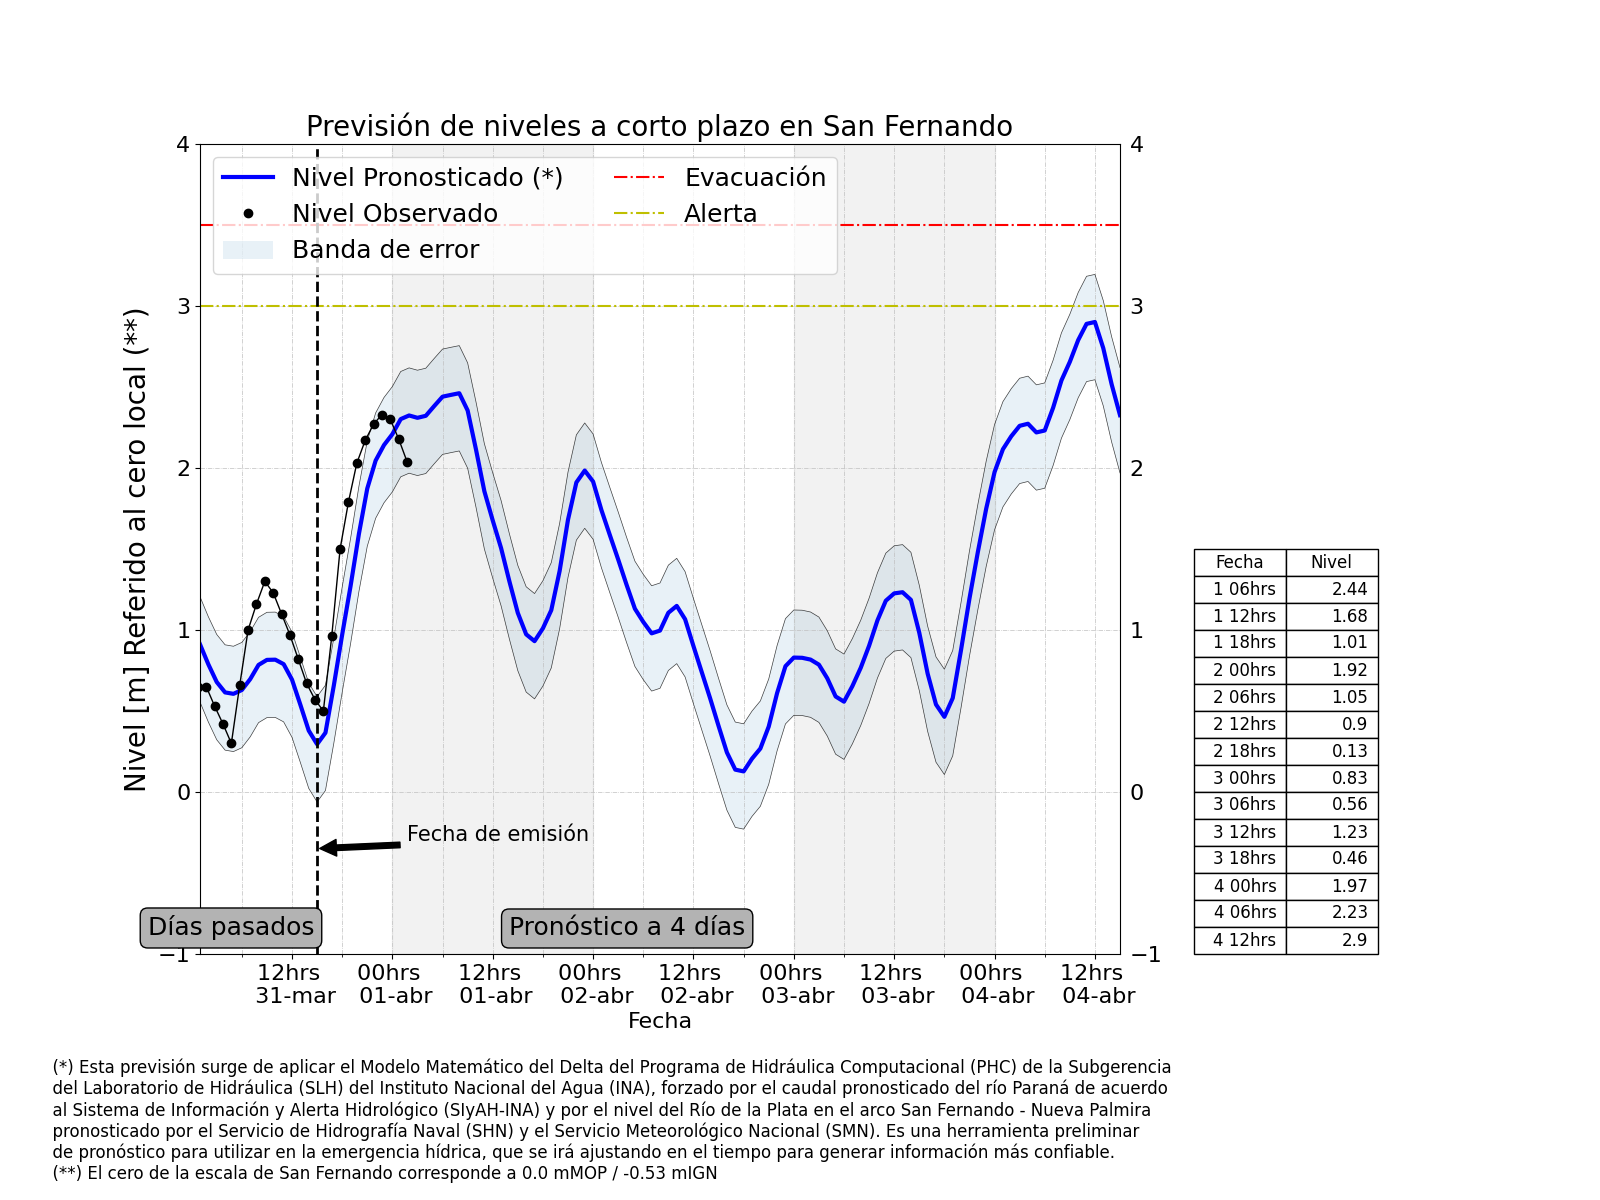 Previsión de niveles a corto plazo en San Fernando
4
4
Nivel Pronosticado (*)
Evacuación
Nivel Observado
Alerta
Banda de error
3
3
2
2
1
1
0
0
−1
−1
Nivel [m] Referido al cero local (**)
Fecha de emisión
Días pasados
Pronóstico a 4 días
12hrs 00hrs 12hrs 00hrs 12hrs 00hrs 12hrs 00hrs 12hrs
31-mar 01-abr 01-abr 02-abr 02-abr 03-abr 03-abr 04-abr 04-abr
Fecha
Fecha Nivel
1 06hrs 2.44
1 12hrs 1.68
1 18hrs 1.01
2 00hrs 1.92
2 06hrs 1.05
2 12hrs 0.9
2 18hrs 0.13
3 00hrs 0.83
3 06hrs 0.56
3 12hrs 1.23
3 18hrs 0.46
4 00hrs 1.97
4 06hrs 2.23
4 12hrs 2.9
(*) Esta previsión surge de aplicar el Modelo Matemático del Delta del Programa de Hidráulica Computacional (PHC) de la Subgerencia
del Laboratorio de Hidráulica (SLH) del Instituto Nacional del Agua (INA), forzado por el caudal pronosticado del río Paraná de acuerdo
al Sistema de Información y Alerta Hidrológico (SIyAH-INA) y por el nivel del Río de la Plata en el arco San Fernando - Nueva Palmira
pronosticado por el Servicio de Hidrografía Naval (SHN) y el Servicio Meteorológico Nacional (SMN). Es una herramienta preliminar
de pronóstico para utilizar en la emergencia hídrica, que se irá ajustando en el tiempo para generar información más confiable.
(**) El cero de la escala de San Fernando corresponde a 0.0 mMOP / -0.53 mIGN